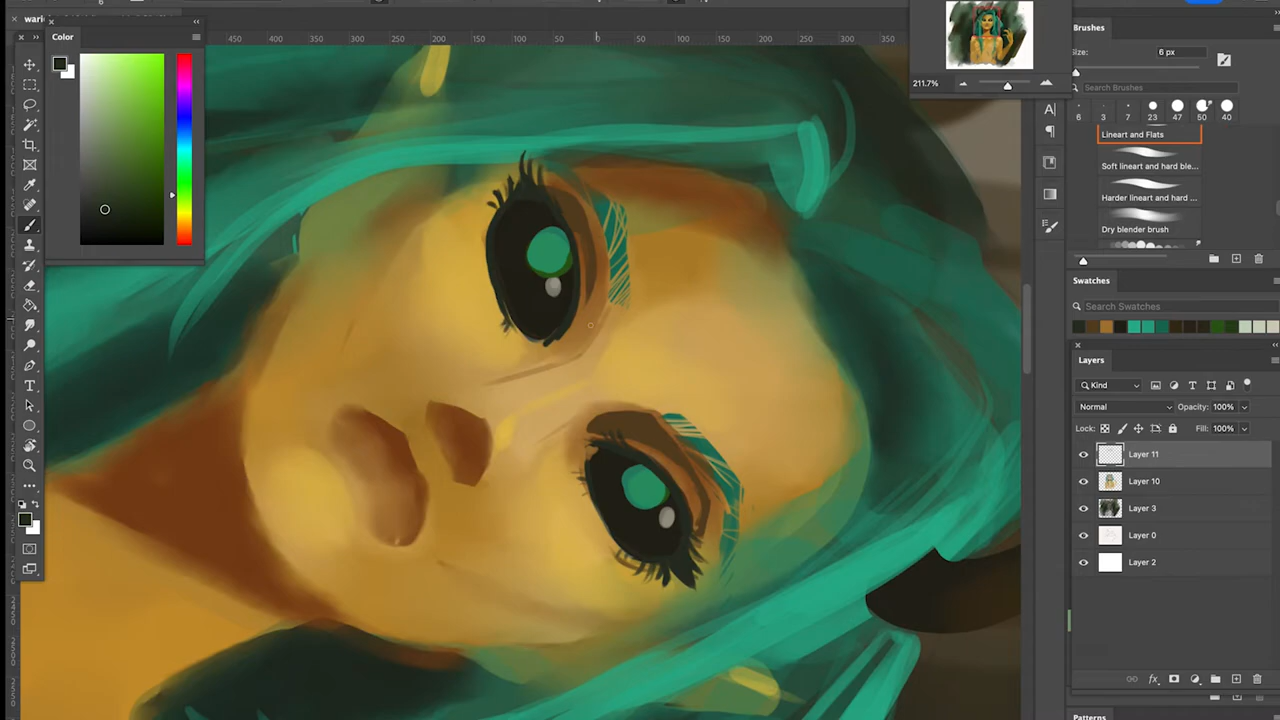 wari
Color
450 400 350 300 250 200 150 100 50 0 50 100 150 200 250 300 350
211.7%
Brushes
Size: 6 px
Search Brushes
6 3 7 23 47 50 40
Lineart and Flats
Soft lineart and hard ble...
Harder lineart and hard ...
Dry blender brush
Swatches
Search Swatches
Layers
Kind
Normal Opacity: 100%
Lock: Fill: 100%
Layer 11
Layer 10
Layer 3
Layer 0
Layer 2
Patterns